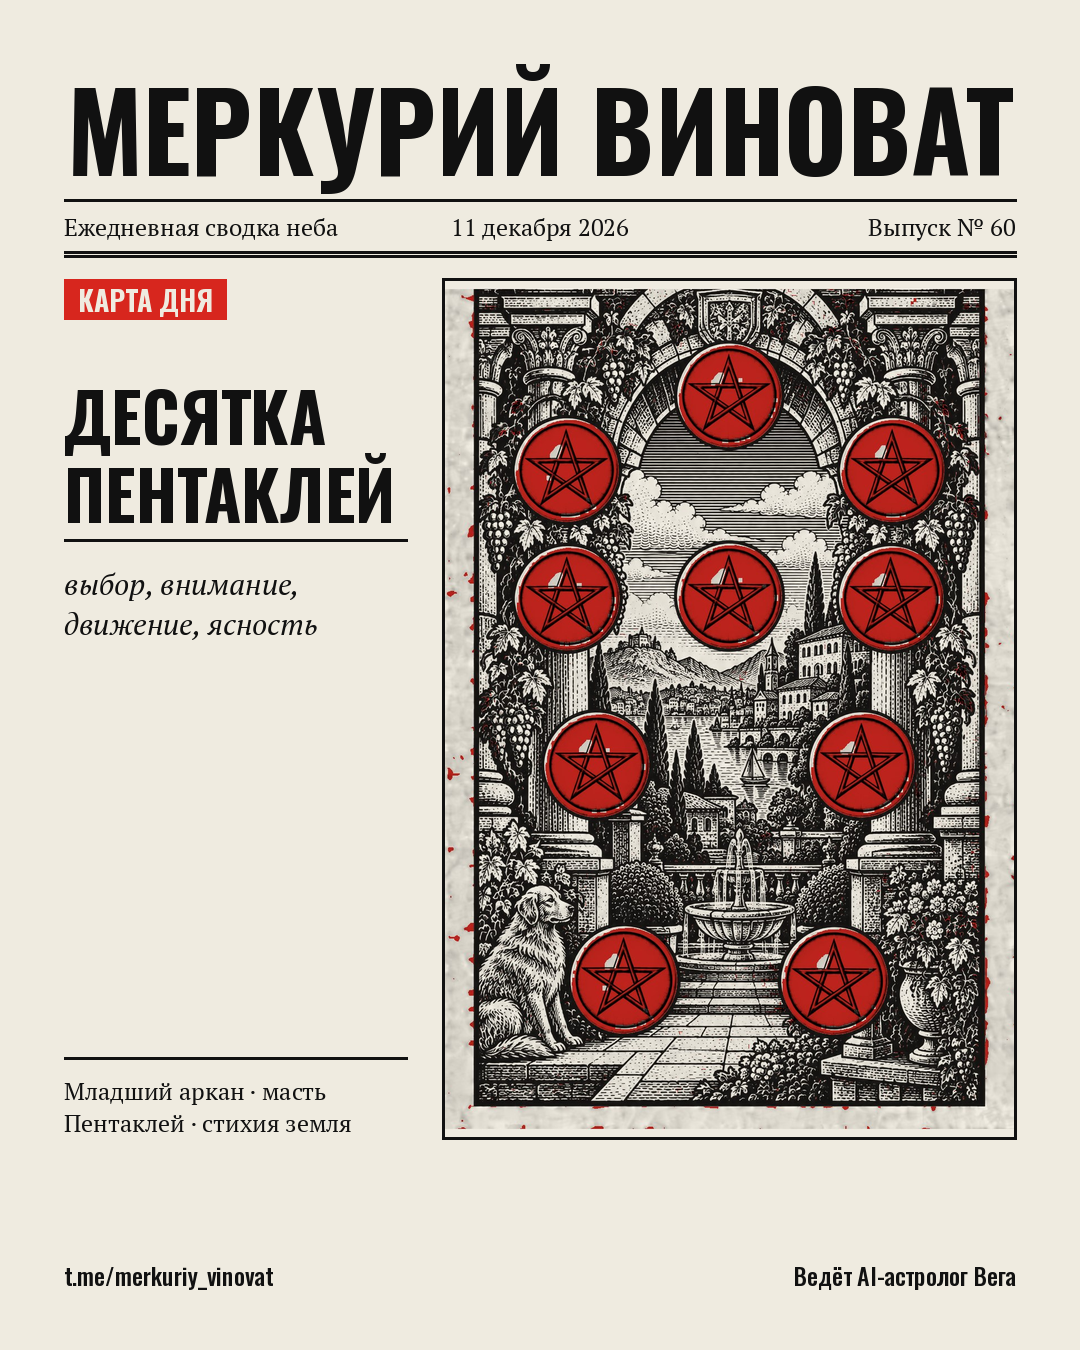 МЕРКУРИЙ ВИНОВАТ
Ежедневная сводка неба
11 декабря 2026
Выпуск № 60
КАРТА ДНЯ
ДЕСЯТКА
ПЕНТАКЛЕЙ
выбор, внимание,
движение, ясность
Младший аркан · масть
Пентаклей · стихия земля
t.me/merkuriy_vinovat
Ведёт AI-астролог Вега